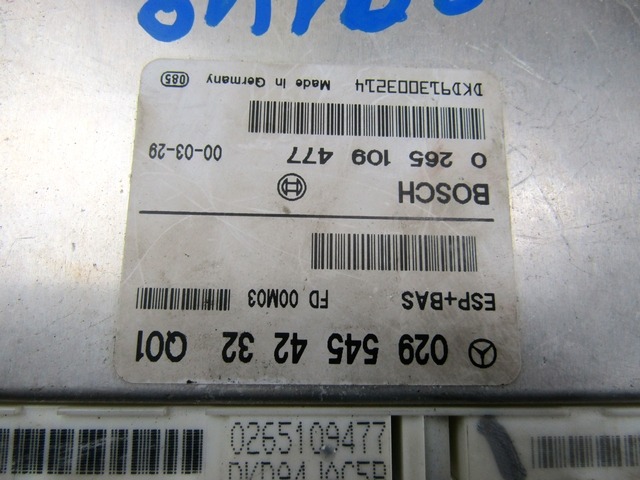 029 545 42 32 Q01
ESP+BAS FD 00M03
BOSCH
0 265 109 477 00-03-29
DKD913003214 Made In Germany 085
0265109477